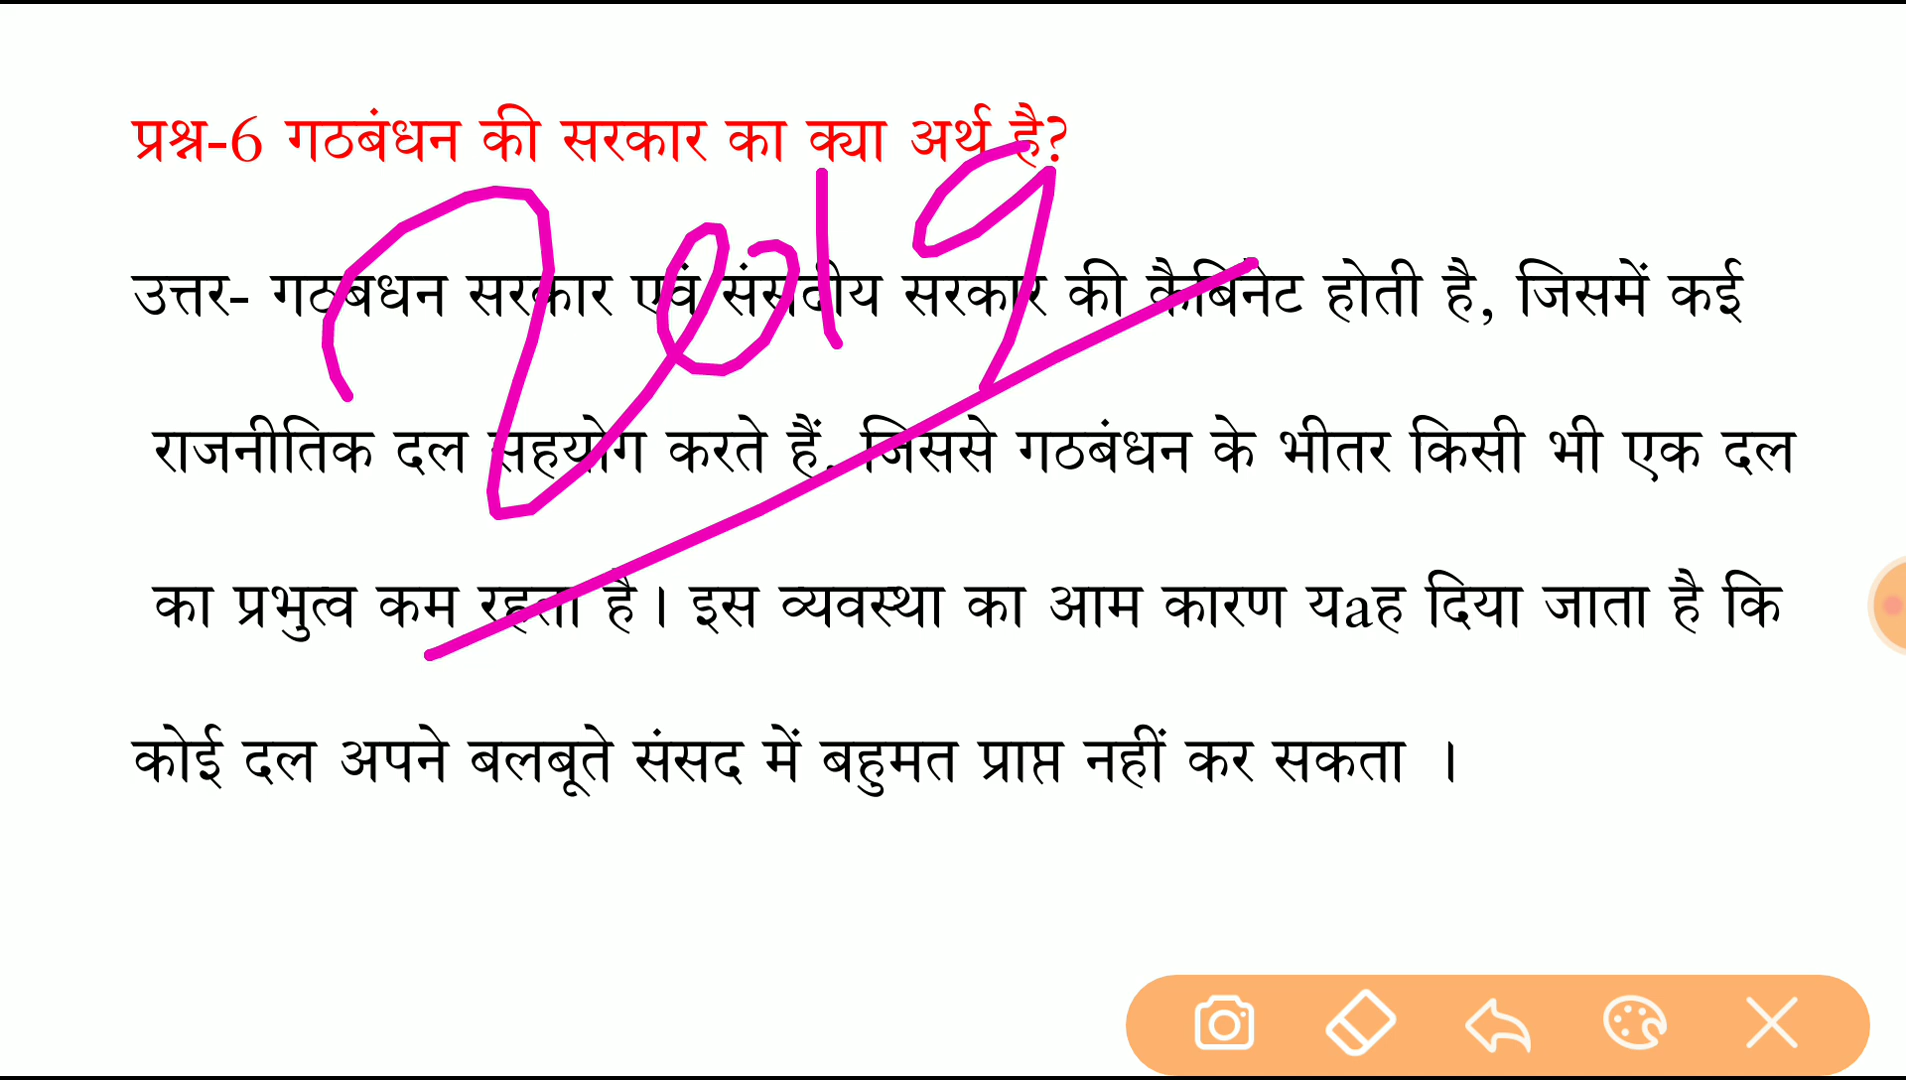 प्रश्न-6 गठबंधन की सरकार का क्या अर्थ है?
2019
उत्तर- गठबंधन सरकार एवं संसदीय सरकार की कैबिनेट होती है, जिसमें कई
राजनीतिक दल सहयोग करते हैं, जिससे गठबंधन के भीतर किसी भी एक दल
का प्रभुत्व कम रहता है। इस व्यवस्था का आम कारण यaह दिया जाता है कि
कोई दल अपने बलबूते संसद में बहुमत प्राप्त नहीं कर सकता ।